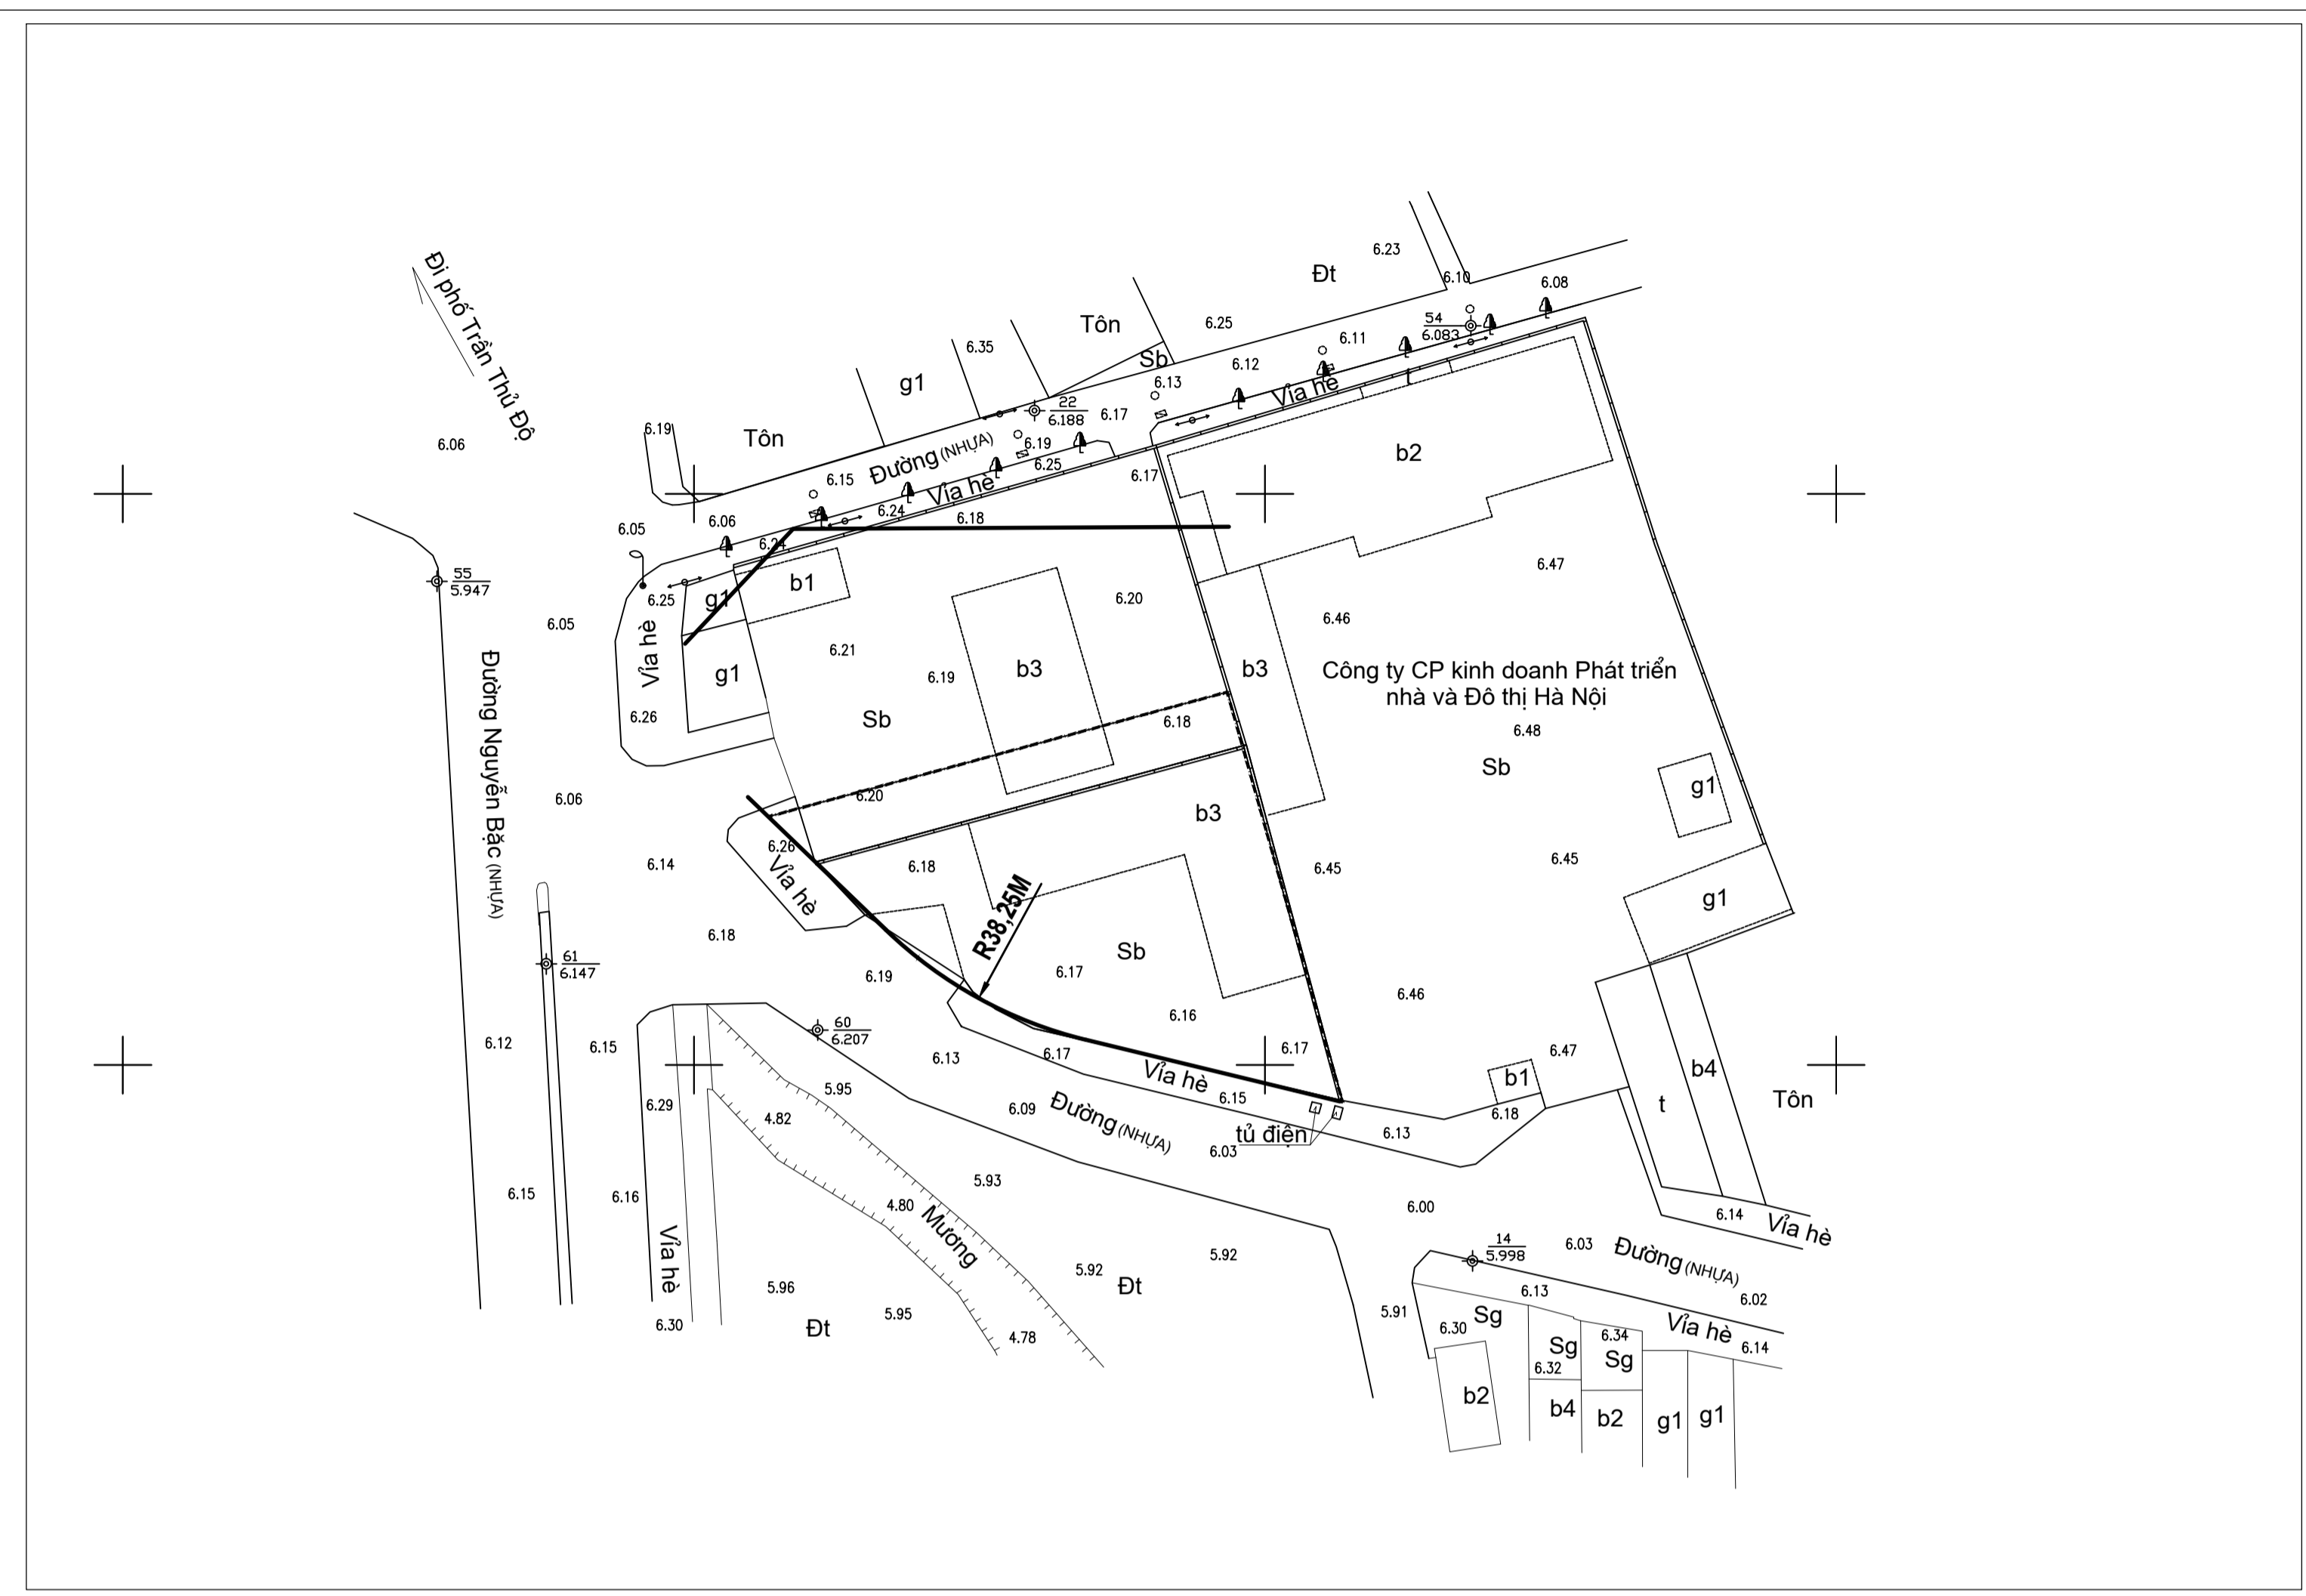 6.23
Đt
6.10
6.08
Đi phố Trần Thủ Độ
Tôn
6.25
54
6.083
6.11
6.35
Sb
6.12
g1
6.13
Vỉa hè
t
22
6.188
6.17
6.19
Tôn
6.06
Đường (NHỰA)
6.19
6.25
b2
6.15
Vỉa hè
6.17
6.24
6.18
6.05
6.06
6.24
55
5.947
b1
6.47
6.25
g1
6.20
6.05
6.46
Vỉa hè
6.21
g1
6.19
b3
b3
Công ty CP kinh doanh Phát triển
nhà và Đô thị Hà Nội
6.26
Sb
6.18
6.48
Đường Nguyễn Bặc (NHỰA)
Sb
6.06
6.20
g1
b3
6.26
6.14
Vỉa hè
6.18
6.45
6.45
R38,25M
g1
6.18
Sb
61
6.147
6.19
6.17
6.46
6.16
60
6.207
6.12
6.15
6.13
6.17
6.17
6.47
Vỉa hè
b1
b4
5.95
6.15
Tôn
6.29
4.82
6.09
Đường (NHỰA)
6.18
t
6.13
tủ điện
6.03
5.93
6.15
6.16
4.80
6.00
6.14
Vỉa hè
Mương
Vỉa hè
14
5.998
6.03
Đường (NHỰA)
5.92
5.92
Đt
5.96
6.13
6.02
5.95
5.91
Sg
6.30
Đt
6.30
Vỉa hè
4.78
6.34
Sg
Sg
6.14
6.32
b2
b4
b2
g1
g1